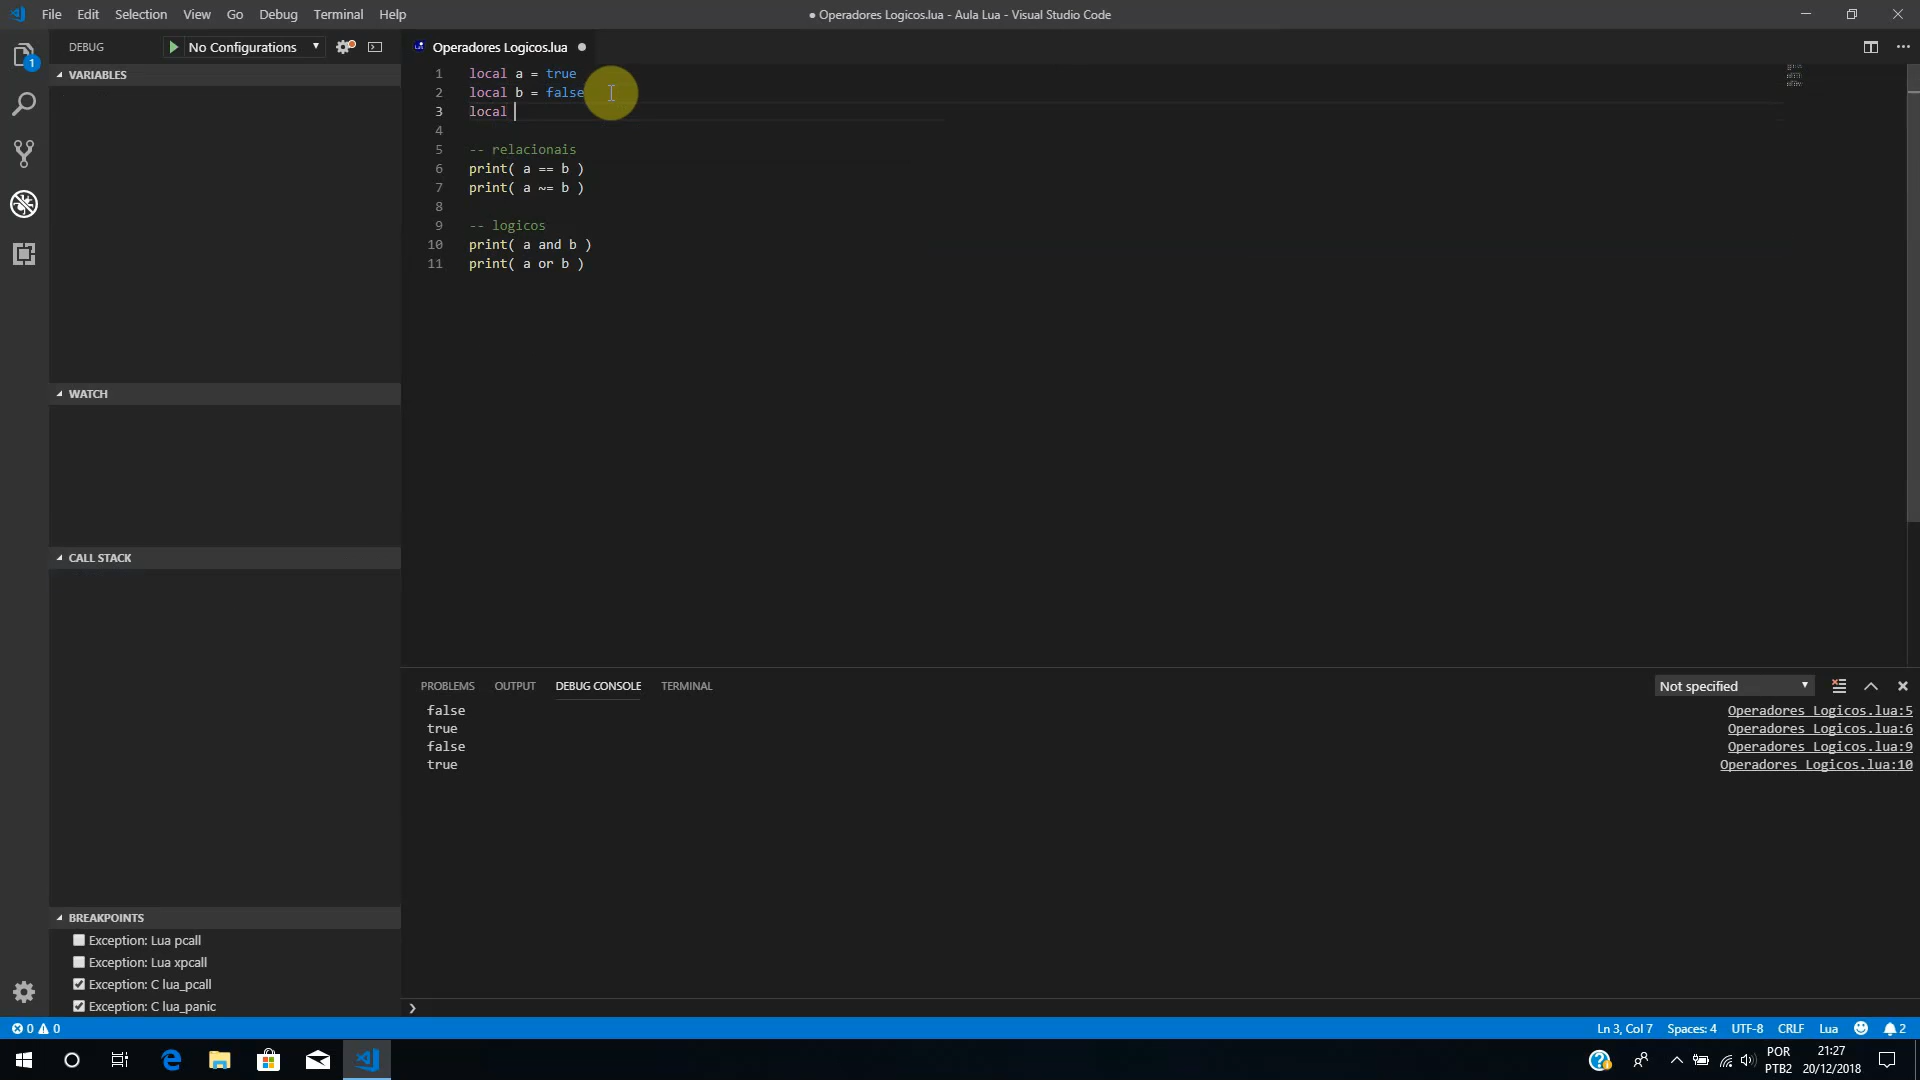 File Edit Selection View Go Debug Terminal Help
● Operadores Logicos.lua - Aula Lua - Visual Studio Code
DEBUG No Configurations
Operadores Logicos.lua ●
1
VARIABLES
1 local a = true
2 local b = false
3 local
4
5 -- relacionais
6 print( a == b )
7 print( a ~= b )
8
9 -- logicos
10 print( a and b )
11 print( a or b )
WATCH
CALL STACK
BREAKPOINTS
Exception: Lua pcall
Exception: Lua xpcall
Exception: C lua_pcall
Exception: C lua_panic
PROBLEMS OUTPUT DEBUG CONSOLE TERMINAL Not specified
false Operadores Logicos.lua:5
true Operadores Logicos.lua:6
false Operadores Logicos.lua:9
true Operadores Logicos.lua:10
0 0 Ln 3, Col 7 Spaces: 4 UTF-8 CRLF Lua 2
POR 21:27
PTB2 20/12/2018